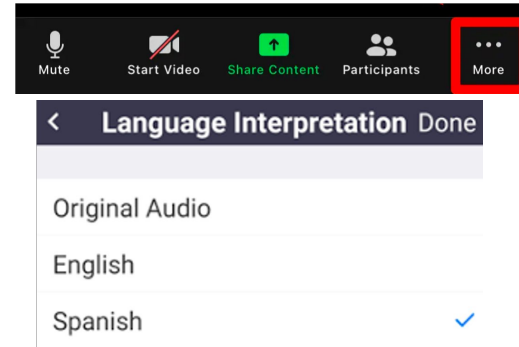 Mute Start Video Share Content Participants More
Language Interpretation Done
Original Audio
English
Spanish